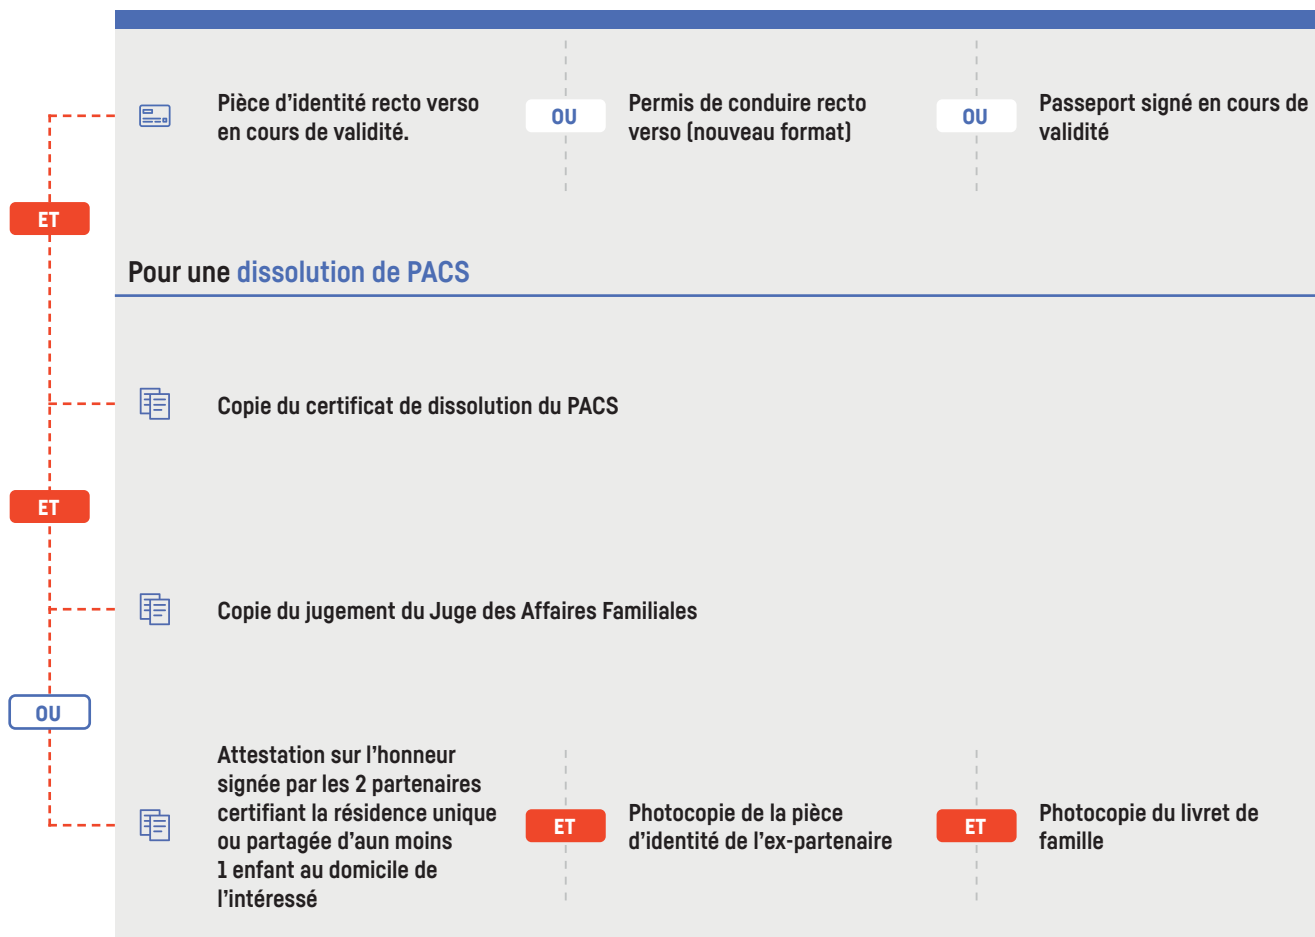 Pièce d'identité recto verso
en cours de validité.
OU
Permis de conduire recto
verso (nouveau format)
OU
Passeport signé en cours de
validité
ET
Pour une dissolution de PACS
Copie du certificat de dissolution du PACS
ET
Copie du jugement du Juge des Affaires Familiales
OU
Attestation sur l'honneur
signée par les 2 partenaires
certifiant la résidence unique
ou partagée d'aun moins
1 enfant au domicile de
l'intéressé
ET
Photocopie de la pièce
d'identité de l'ex-partenaire
ET
Photocopie du livret de
famille